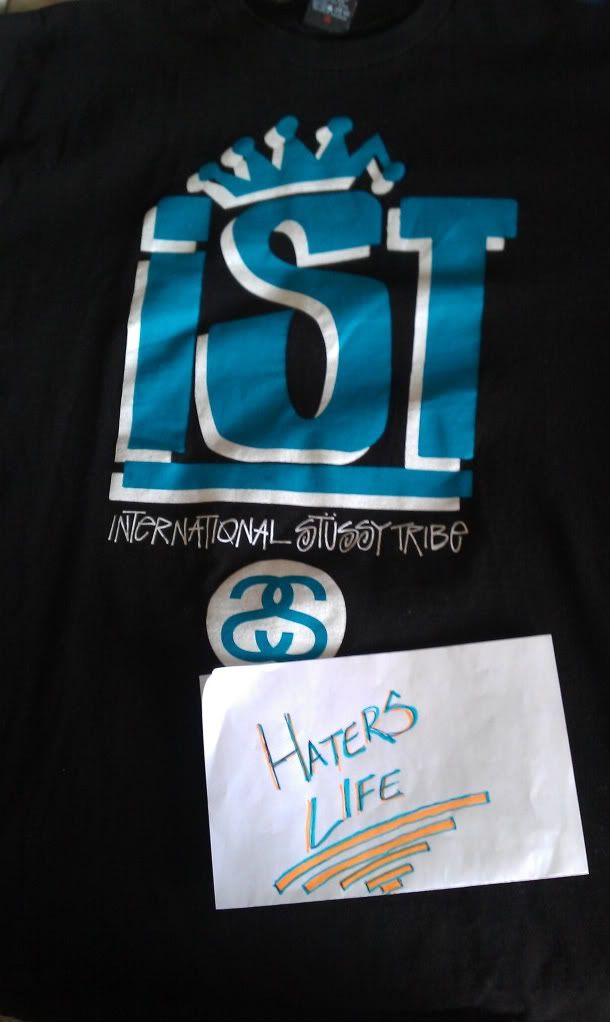 iST
INTERNATIONAL STÜSSY TRIBE
HATERS
LIFE